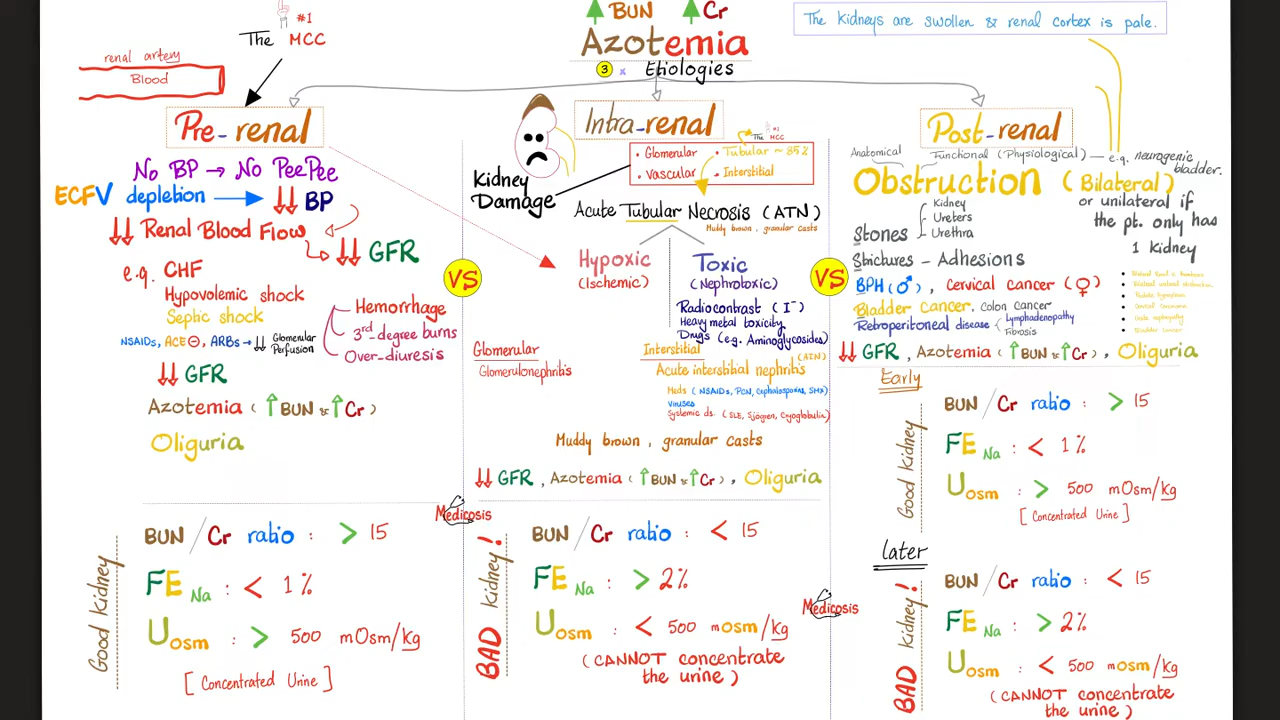 ↑ BUN ↑ Cr
Azotemia
3 x Etiologies
The Kidneys are swollen & renal cortex is pale.
#1
The MCC
renal artery
Blood
Pre-renal
No BP → No PeePee
ECFV depletion → ↓↓ BP
↓↓ Renal Blood Flow
↓↓ GFR
e.g. CHF
Hypovolemic shock
Septic shock
Hemorrhage
3rd-degree burns
Over-diuresis
NSAIDs, ACE⊖, ARBs → ↓↓ Glomerular Perfusion
↓↓ GFR
Azotemia (↑BUN & ↑Cr)
Oliguria
Good Kidney
BUN/Cr ratio : > 15
FE Na : < 1%
U osm : > 500 mOsm/kg
[Concentrated Urine]
Intra-renal
The #1 MCC
• Glomerular • Tubular ~ 85%
• Vascular • Interstitial
Kidney
Damage
Acute Tubular Necrosis (ATN)
Muddy brown, granular casts
Hypoxic
(Ischemic)
Toxic
(Nephrotoxic)
Radiocontrast (I⁻)
Heavy metal toxicity
Drugs (e.g. Aminoglycosides)
Glomerular
Glomerulonephritis
Interstitial
(AIN)
Acute interstitial nephritis
Meds (NSAIDs, PCN, cephalosporins, SMX)
Viruses
Systemic ds. (SLE, Sjögren, Cryoglobulin)
Muddy brown, granular casts
↓↓ GFR, Azotemia (↑BUN & ↑Cr), Oliguria
Medicosis
BAD Kidney!
BUN/Cr ratio : < 15
FE Na : > 2%
U osm : < 500 mOsm/kg
(CANNOT concentrate
the urine)
VS
VS
Medicosis
Post-renal
Anatomical Functional (Physiological) — e.g. neurogenic
bladder.
Obstruction (Bilateral)
or unilateral if
the pt. only has
1 kidney
Stones
Kidney
Ureters
Urethra
Strictures - Adhesions
BPH (♂), Cervical cancer (♀)
Bladder cancer, Colon cancer
Retroperitoneal disease
Lymphadenopathy
Fibrosis
• Cervical Carcinoma
• Bladder Cancer
↓↓ GFR, Azotemia (↑BUN & ↑Cr), Oliguria
Early
Good Kidney
BUN/Cr ratio : > 15
FE Na : < 1%
U osm : > 500 mOsm/kg
[Concentrated Urine]
later
BAD Kidney!
BUN/Cr ratio : < 15
FE Na : > 2%
U osm : < 500 mosm/kg
(CANNOT concentrate
the urine)